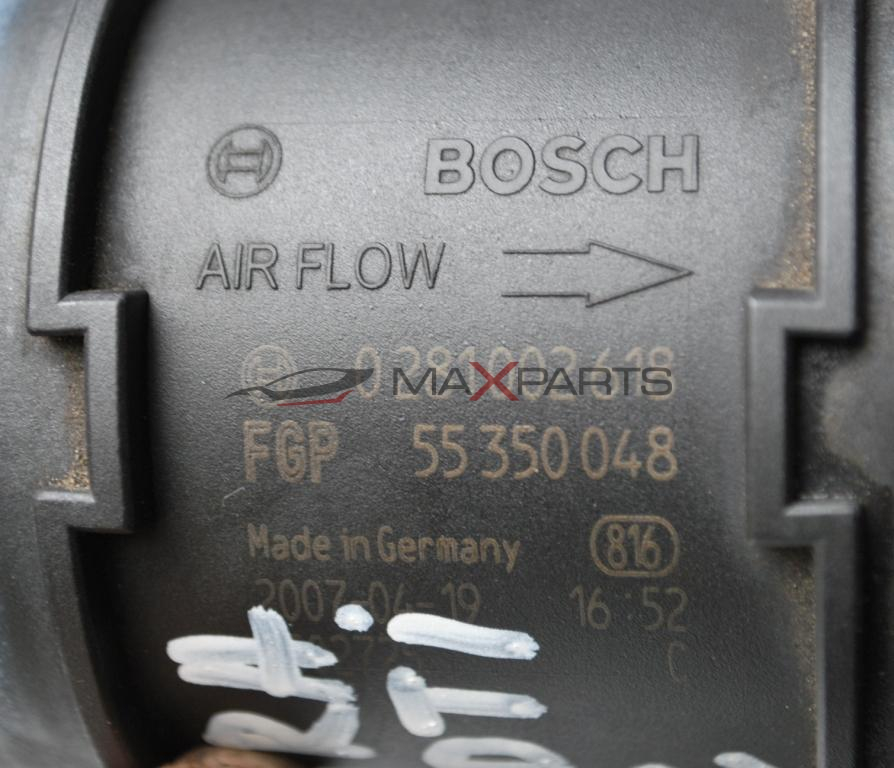 BOSCH
AIR FLOW
0 281 002 618
MAXPARTS
FGP 55 350 048
Made in Germany 816
2007-04-19 16:52
C